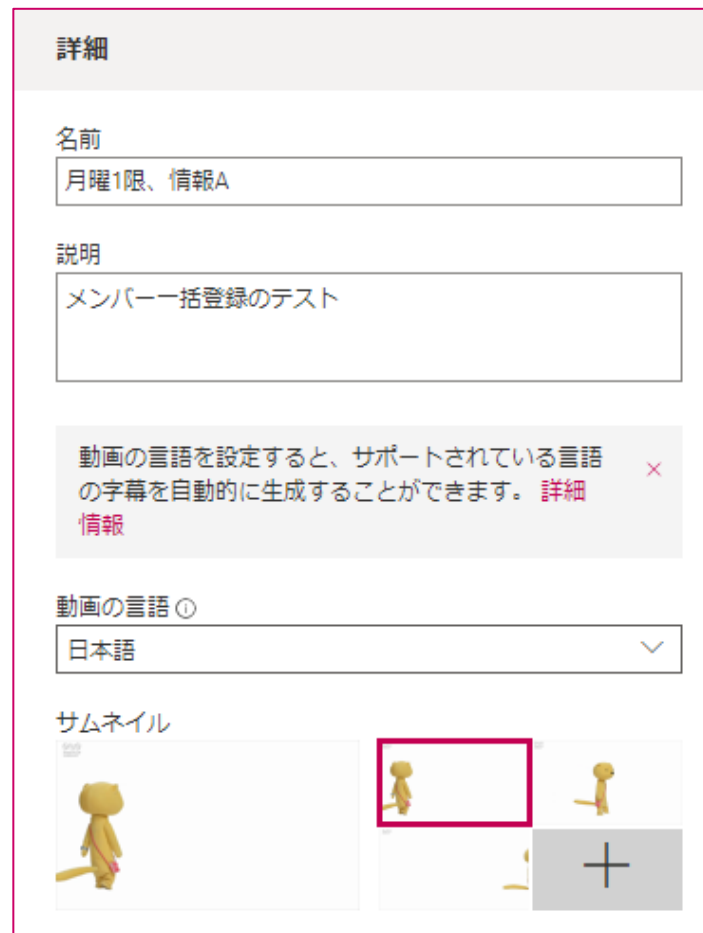 詳細
名前
月曜1限、情報A
説明
メンバー一括登録のテスト
動画の言語を設定すると、サポートされている言語
の字幕を自動的に生成することができます。 詳細
情報
動画の言語
日本語
サムネイル